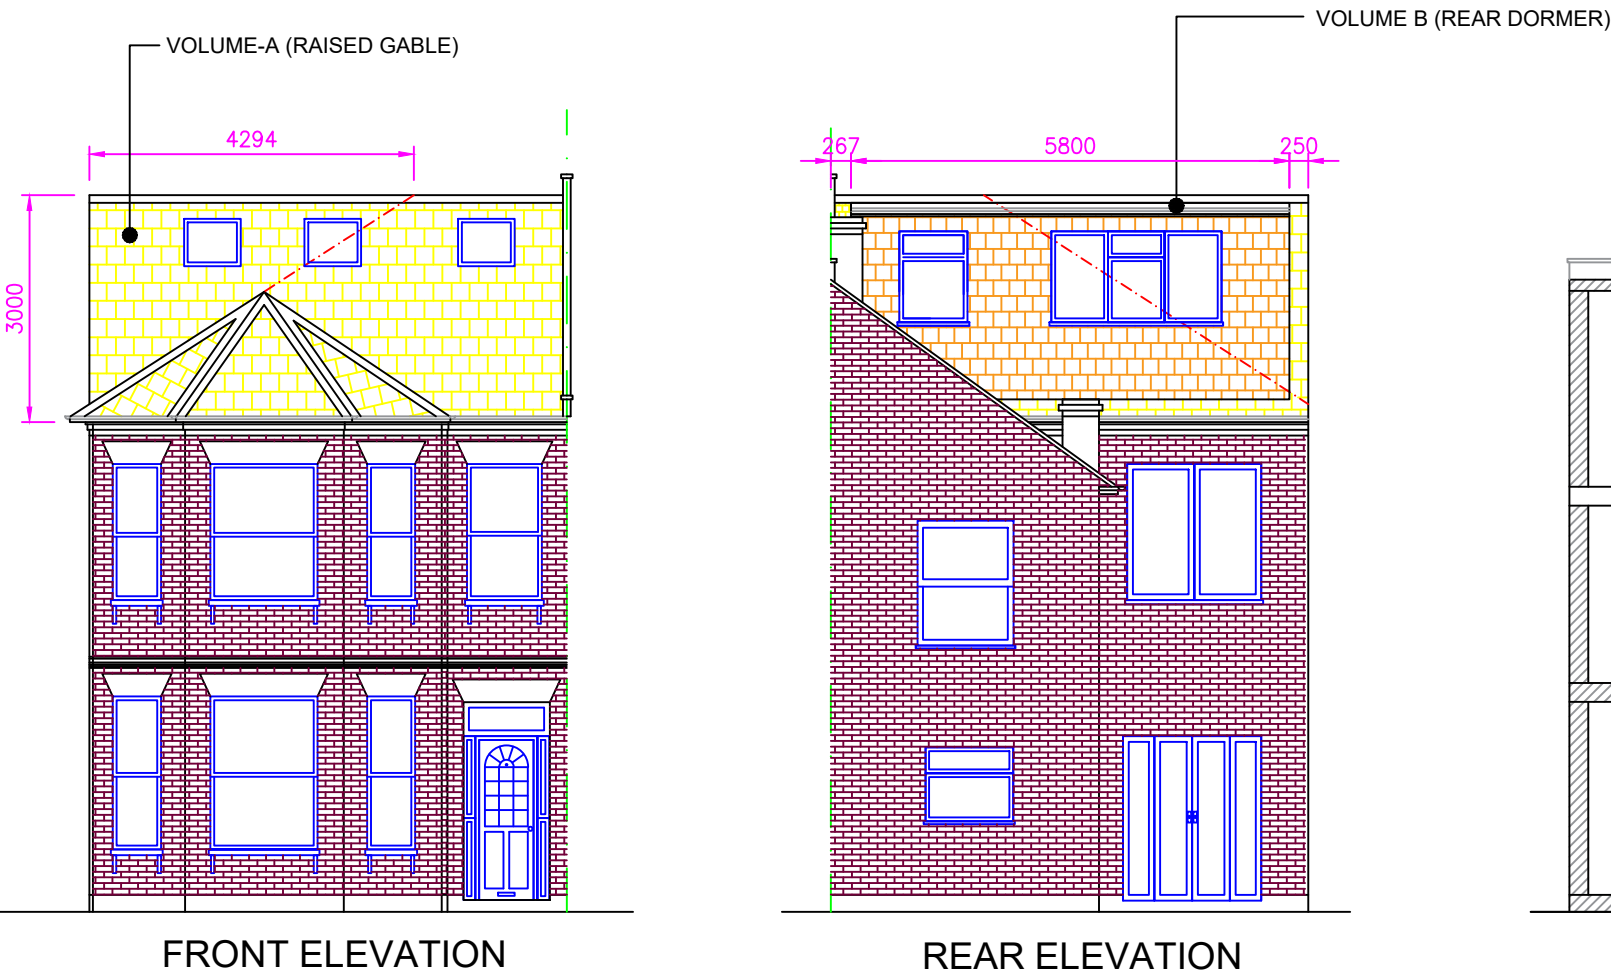 VOLUME-A (RAISED GABLE)
VOLUME B (REAR DORMER)
4294
3000
267
5800
250
FRONT ELEVATION
REAR ELEVATION